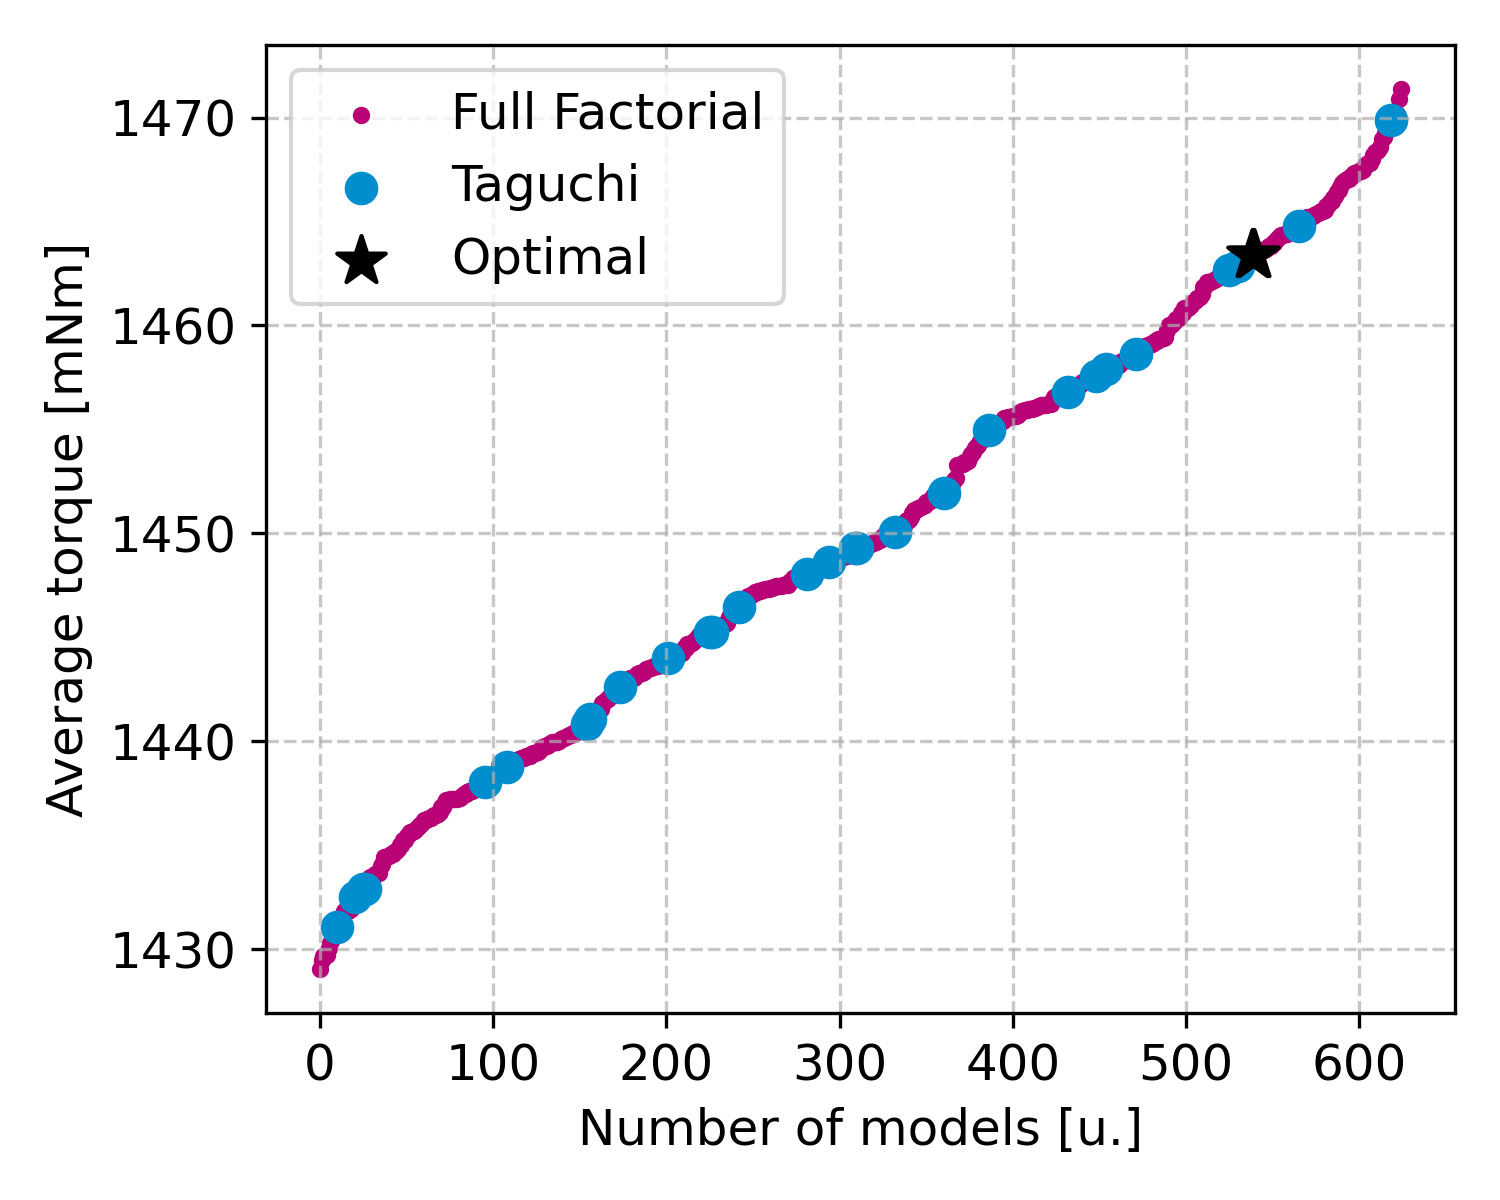 Full Factorial
Taguchi
Optimal
Average torque [mNm]
1470
1460
1450
1440
1430
0 100 200 300 400 500 600
Number of models [u.]